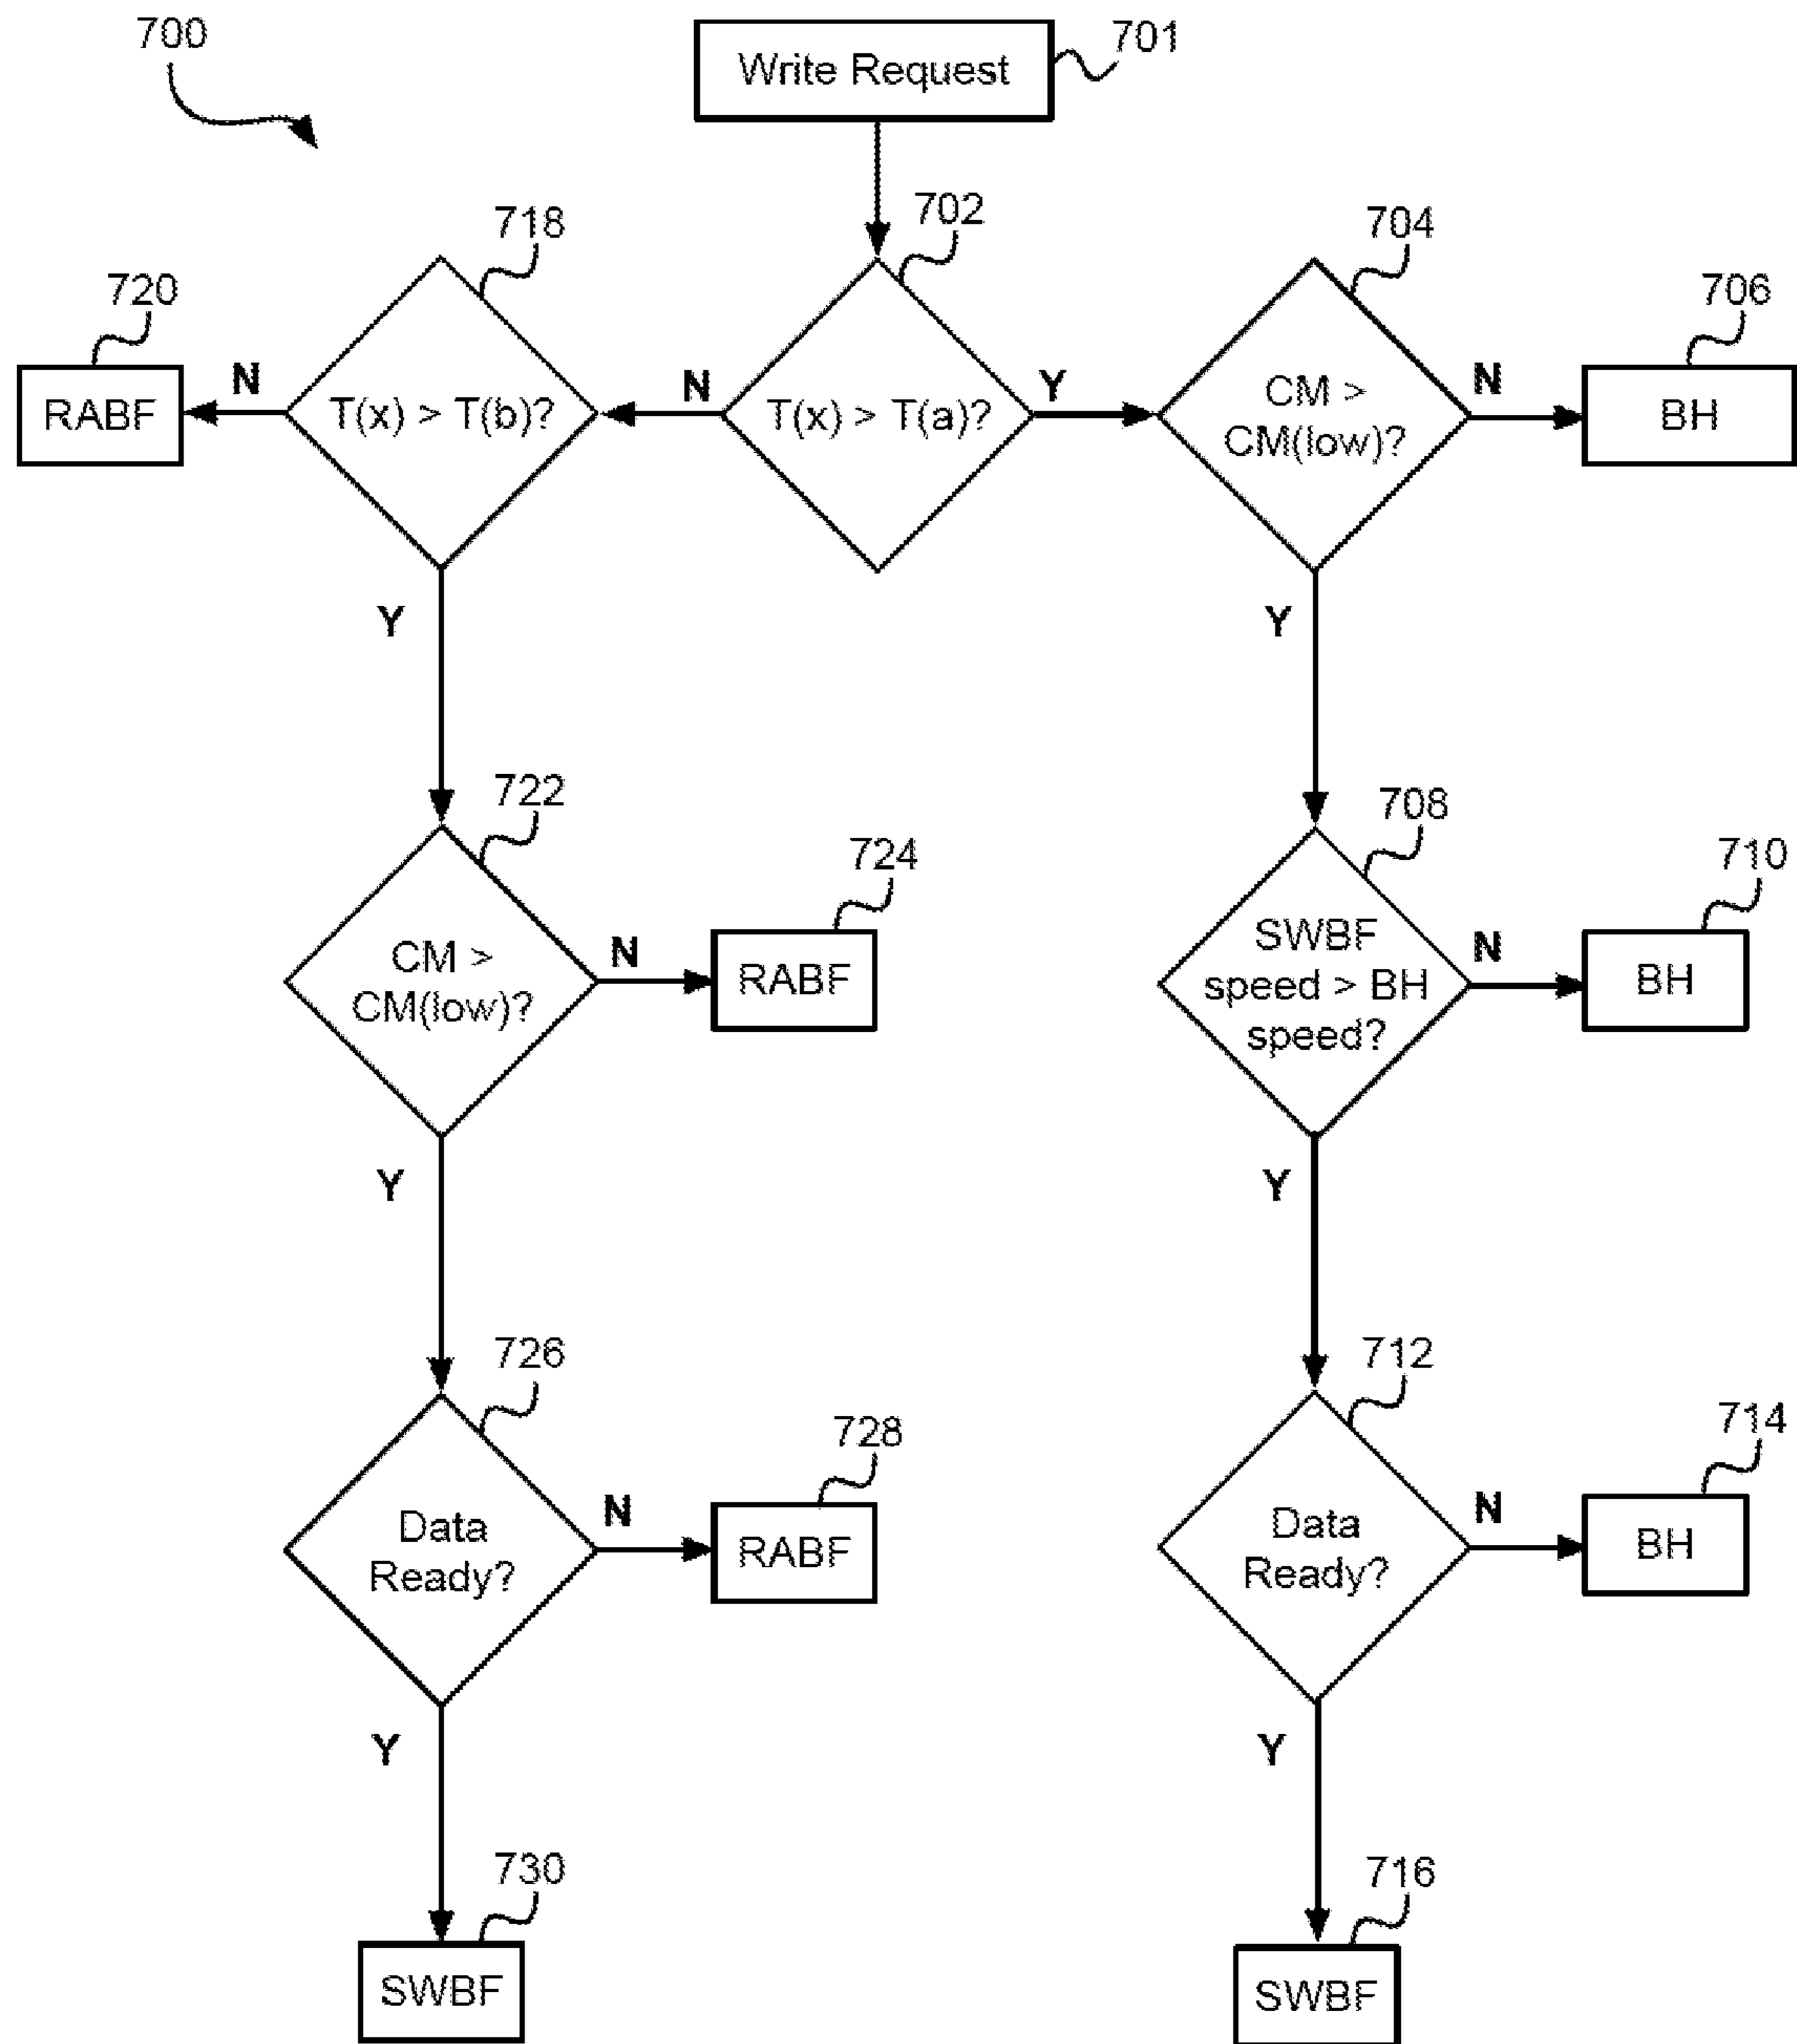 700
Write Request
701
718
702
704
720
706
RABF
N
T(x) > T(b)?
N
T(x) > T(a)?
Y
CM >
CM(low)?
N
BH
Y
Y
722
708
724
710
CM >
CM(low)?
N
RABF
SWBF
speed > BH
speed?
N
BH
Y
Y
726
712
728
714
Data
Ready?
N
RABF
Data
Ready?
N
BH
Y
Y
730
716
SWBF
SWBF